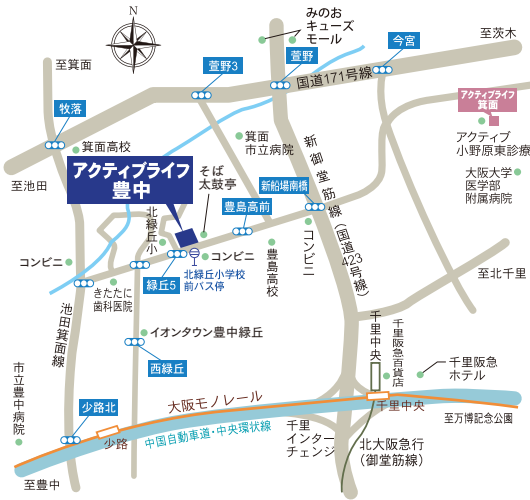 N
みのお
キューズ
モール
今宮
至茨木
至箕面
萱野3
萱野
国道171号線
牧落
アクティブライフ
箕面
箕面高校
箕面
市立病院
アクティブ
小野原東診療
新御堂筋線(国道423号線)
アクティブライフ
豊中
そば
太鼓亭
新船場南橋
大阪大学
医学部
附属病院
至池田
北緑丘小
豊島高前
コンビニ
コンビニ
コンビニ
豊島高校
至北千里
きたたに
歯科医院
緑丘5
北緑丘小学校
前バス停
池田箕面線
イオンタウン豊中緑丘
千里中央
千里阪急百貨店
市立豊中病院
西緑丘
千里阪急
ホテル
少路北
大阪モノレール
千里中央
至万博記念公園
少路
中国自動車道・中央環状線
千里
インター
チェンジ
北大阪急行
(御堂筋線)
至豊中